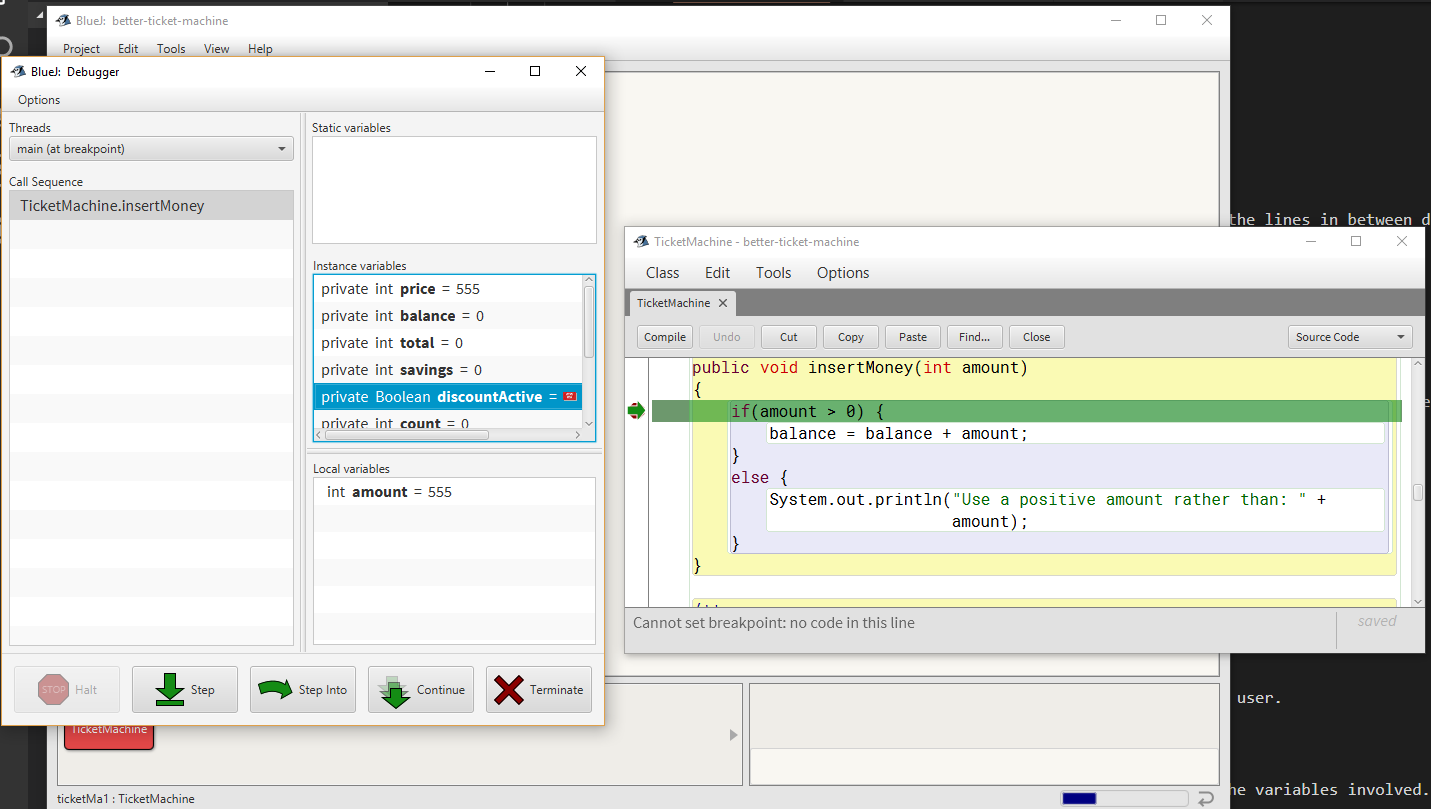 BlueJ: better-ticket-machine
Project Edit Tools View Help
BlueJ: Debugger
Options
Threads
main (at breakpoint)
Call Sequence
TicketMachine.insertMoney
Static variables
Instance variables
private int price = 555
private int balance = 0
private int total = 0
private int savings = 0
private Boolean discountActive =
private int count = 0
Local variables
int amount = 555
STOP Halt
Step
Step Into
Continue
Terminate
the lines in between d
TicketMachine - better-ticket-machine
Class Edit Tools Options
TicketMachine
Compile Undo Cut Copy Paste Find... Close Source Code
public void insertMoney(int amount)
{
if(amount > 0) {
balance = balance + amount;
}
else {
System.out.println("Use a positive amount rather than: " +
amount);
}
}
Cannot set breakpoint: no code in this line
saved
user.
TicketMachine
ticketMa1 : TicketMachine
he variables involved.